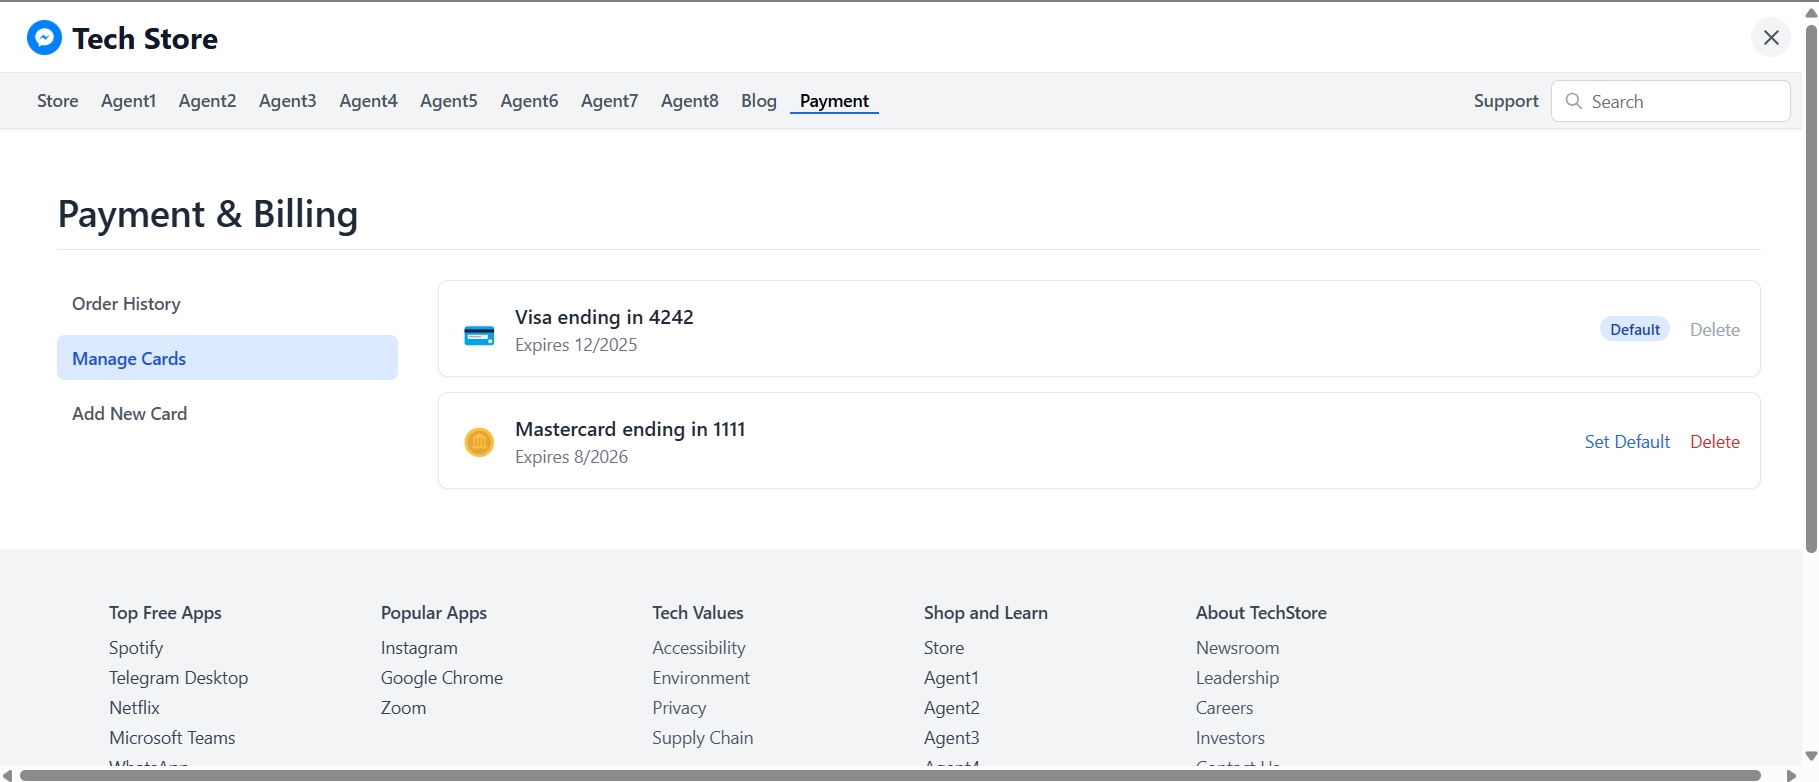 Tech Store
Store Agent1 Agent2 Agent3 Agent4 Agent5 Agent6 Agent7 Agent8 Blog Payment Support Search
Payment & Billing
Order History
Manage Cards
Add New Card
Visa ending in 4242
Expires 12/2025
Default Delete
Mastercard ending in 1111
Expires 8/2026
Set Default Delete
Top Free Apps
Spotify
Telegram Desktop
Netflix
Microsoft Teams
WhatsApp
Popular Apps
Instagram
Google Chrome
Zoom
Tech Values
Accessibility
Environment
Privacy
Supply Chain
Shop and Learn
Store
Agent1
Agent2
Agent3
Agent4
About TechStore
Newsroom
Leadership
Careers
Investors
Contact Us